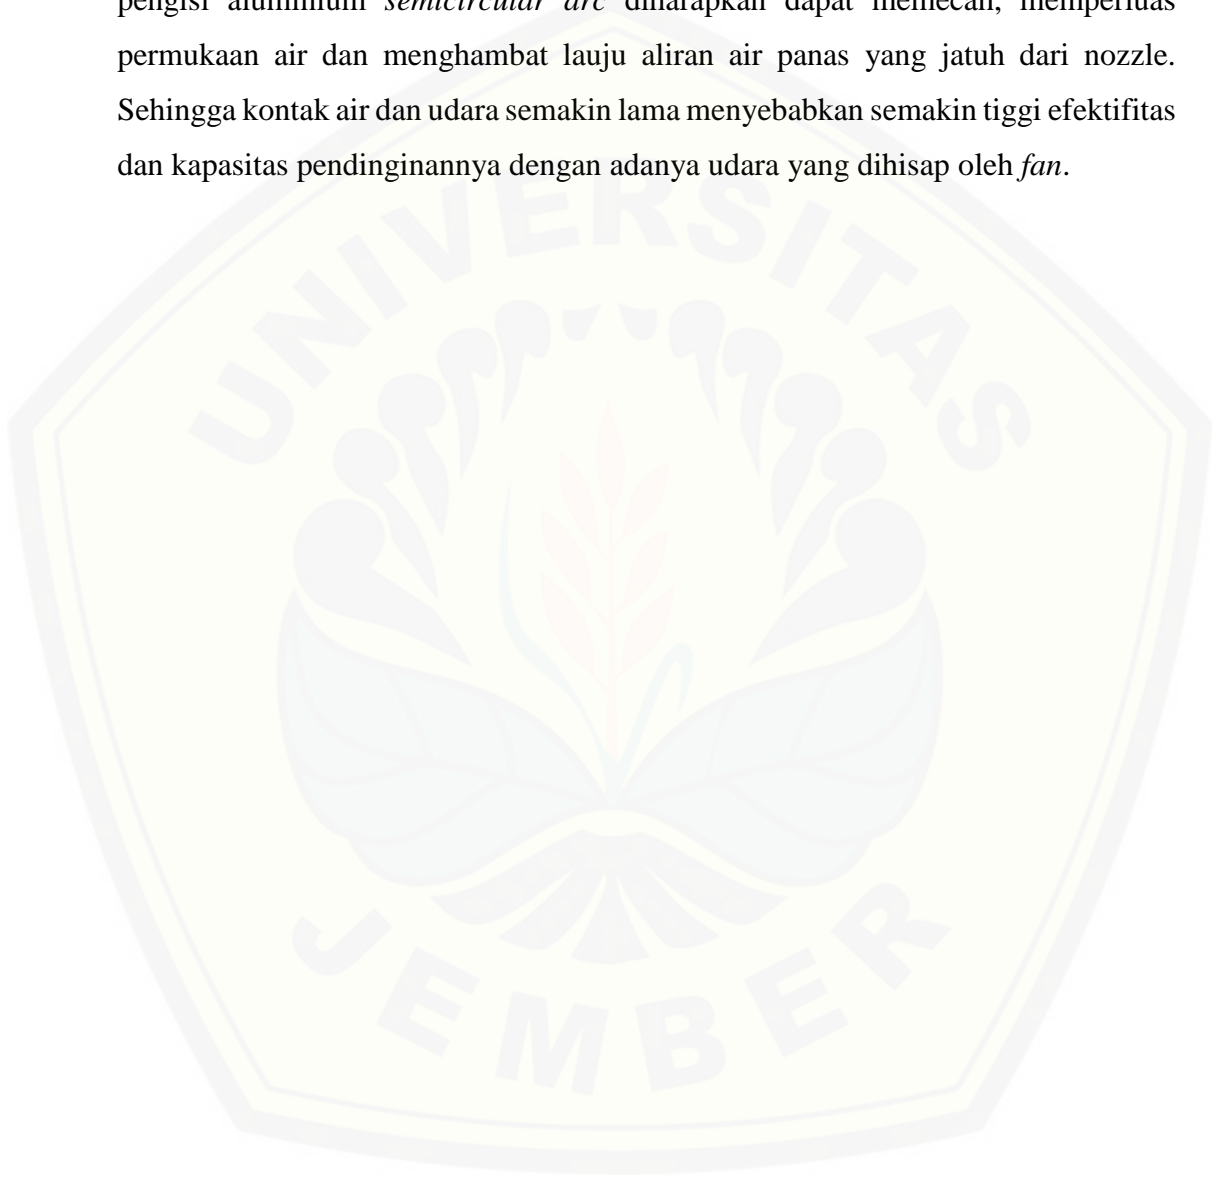 pengisi aluminium semicircular arc diharapkan dapat memecah, memperluas
permukaan air dan menghambat lauju aliran air panas yang jatuh dari nozzle.
Sehingga kontak air dan udara semakin lama menyebabkan semakin tinggi efektifitas
dan kapasitas pendinginannya dengan adanya udara yang dihisap oleh fan.
UNIVERSITAS
JEMBER